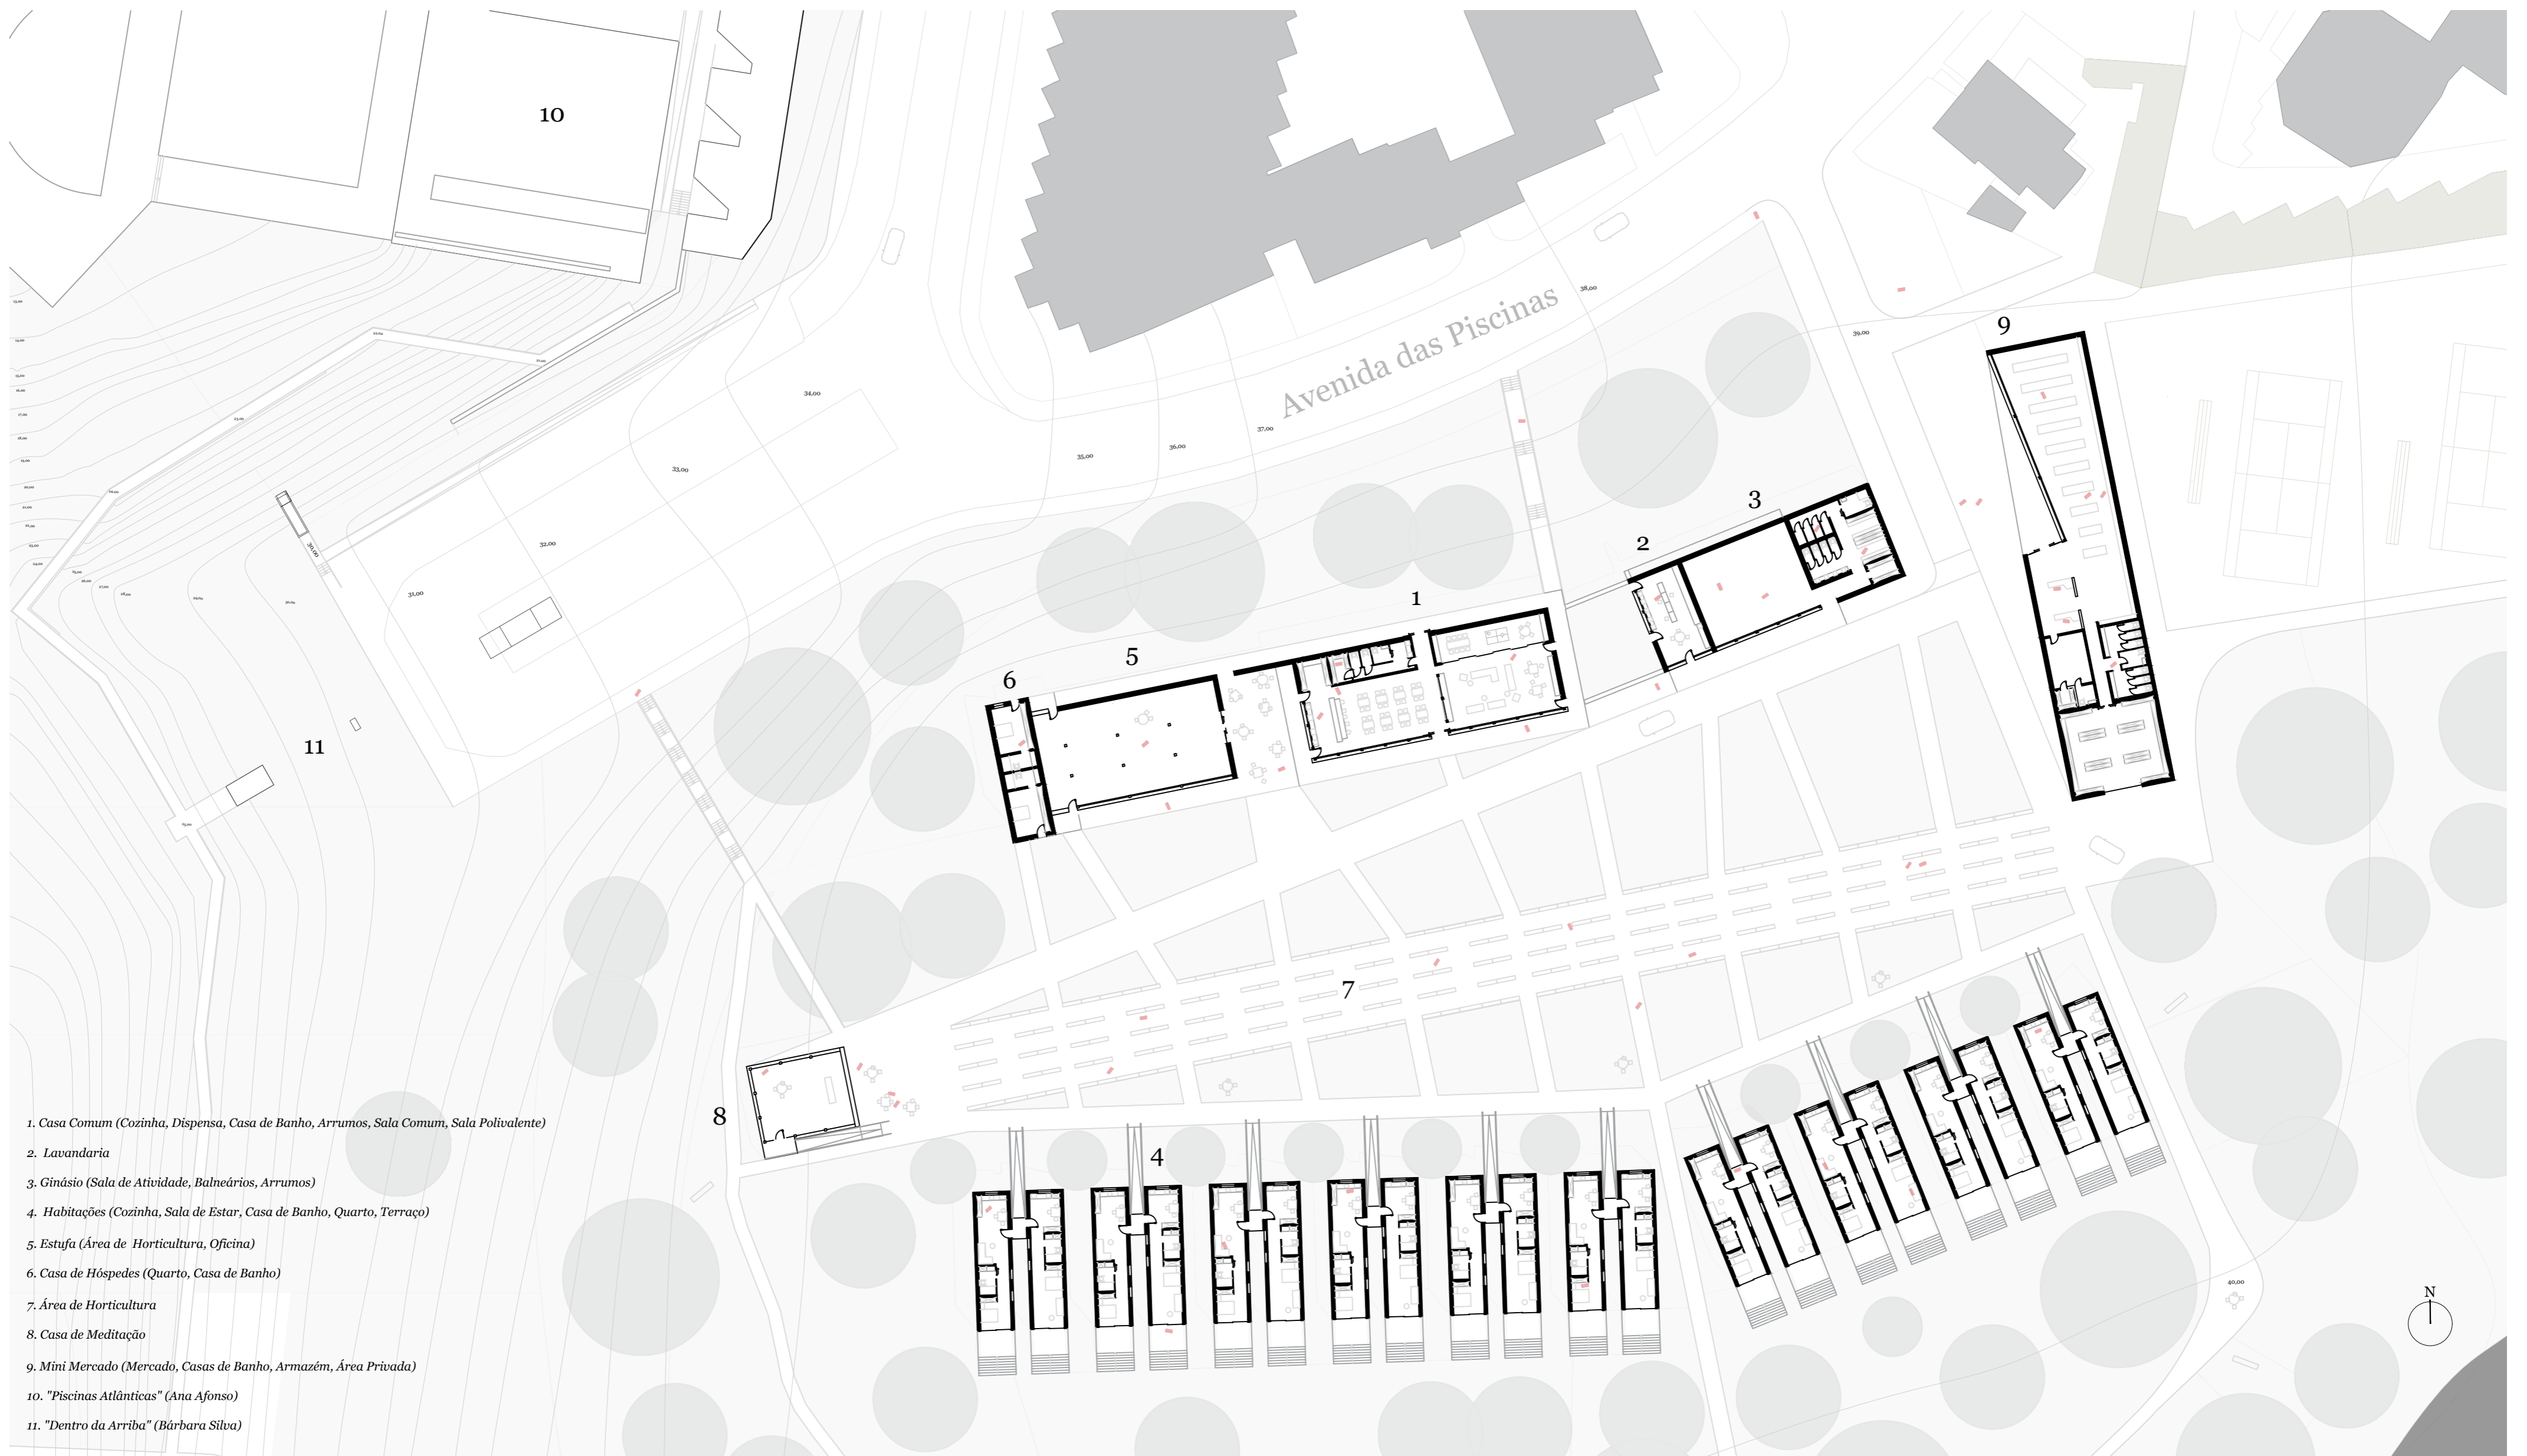 10
Avenida das Piscinas
38,00
39,00
9
34,00
37,00
36,00
35,00
33,00
3
32,00
30,00
2
31,00
1
5
6
11
7
8
4
40,00
N
1. Casa Comum (Cozinha, Dispensa, Casa de Banho, Arrumos, Sala Comum, Sala Polivalente)
2. Lavandaria
3. Ginásio (Sala de Atividade, Balneários, Arrumos)
4. Habitações (Cozinha, Sala de Estar, Casa de Banho, Quarto, Terraço)
5. Estufa (Área de Horticultura, Oficina)
6. Casa de Hóspedes (Quarto, Casa de Banho)
7. Área de Horticultura
8. Casa de Meditação
9. Mini Mercado (Mercado, Casas de Banho, Armazém, Área Privada)
10. "Piscinas Atlânticas" (Ana Afonso)
11. "Dentro da Arriba" (Bárbara Silva)